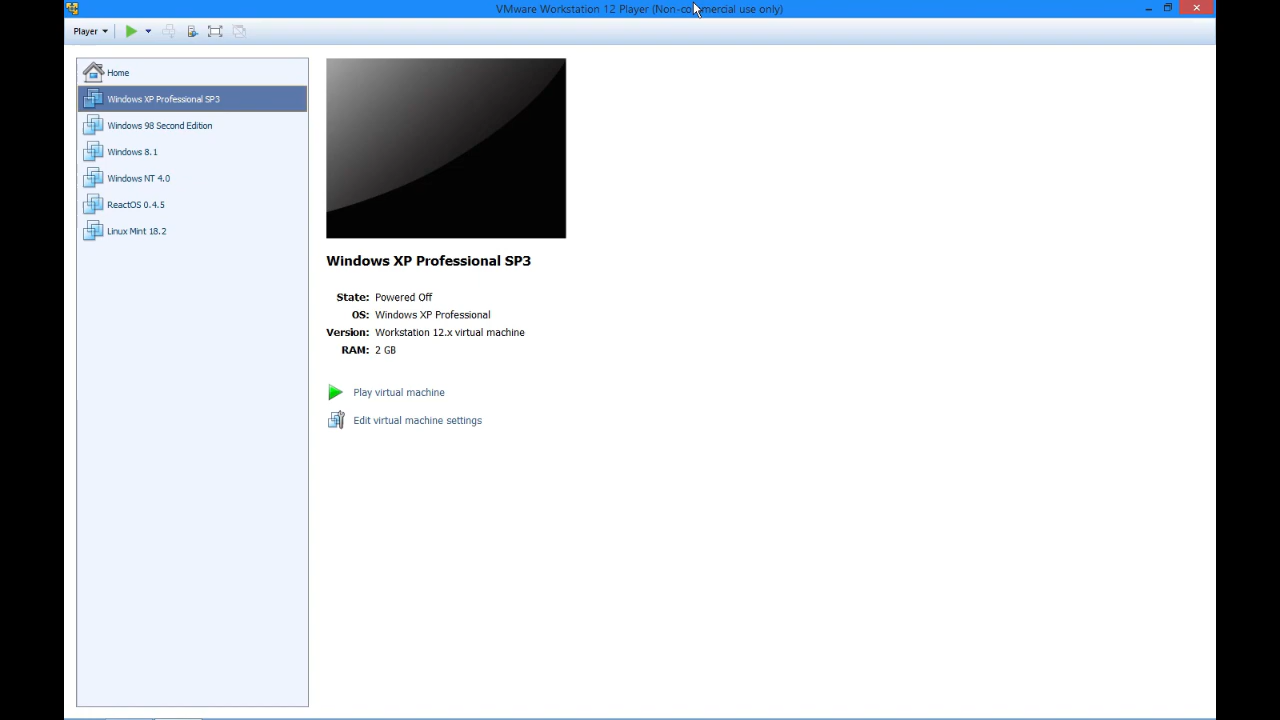 VMware Workstation 12 Player (Non-commercial use only)
Player
Home
Windows XP Professional SP3
Windows 98 Second Edition
Windows 8.1
Windows NT 4.0
ReactOS 0.4.5
Linux Mint 18.2
Windows XP Professional SP3
State: Powered Off
OS: Windows XP Professional
Version: Workstation 12.x virtual machine
RAM: 2 GB
Play virtual machine
Edit virtual machine settings